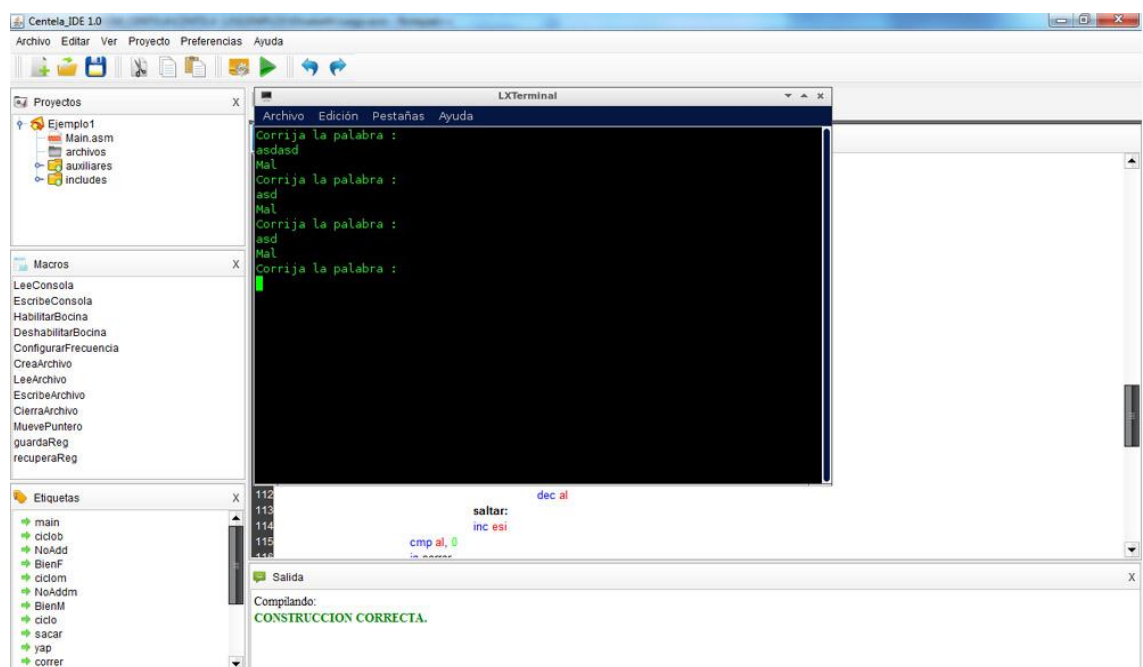 Centela_IDE 1.0
Archivo Editar Ver Proyecto Preferencias Ayuda
Proyectos X
Ejemplo1
Main.asm
archivos
auxiliares
includes
Macros X
LeeConsola
EscribeConsola
HabilitarBocina
DeshabilitarBocina
ConfigurarFrecuencia
CreaArchivo
LeeArchivo
EscribeArchivo
CierraArchivo
MuevePuntero
guardaReg
recuperaReg
Etiquetas X
main
ciclob
NoAdd
BienF
ciclom
NoAddm
BienM
ciclo
sacar
yap
correr
LXTerminal
Archivo Edición Pestañas Ayuda
Corrija la palabra :
asdasd
Mal
Corrija la palabra :
asd
Mal
Corrija la palabra :
asd
Mal
Corrija la palabra :
112 dec al
113 saltar:
114 inc esi
115 cmp al, 0
Salida X
Compilando:
CONSTRUCCION CORRECTA.